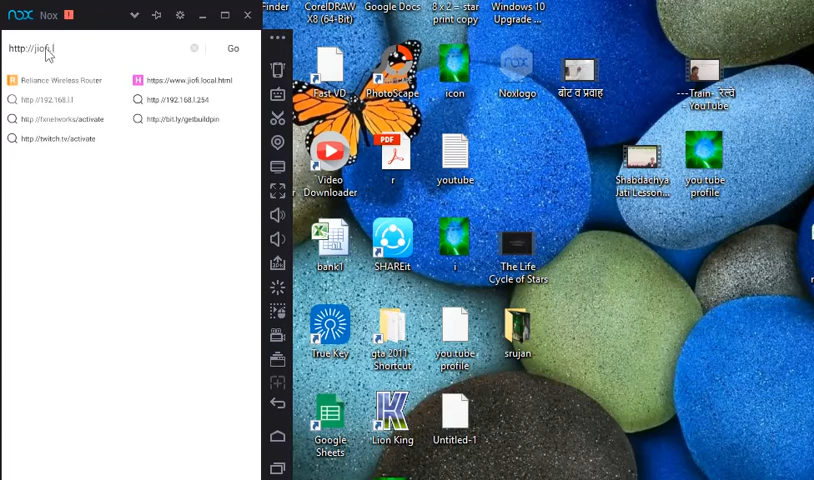 nox Nox
http://jiofi.l
Go
Reliance Wireless Router
https://www.jiofi.local.html
http://192.168.l.l
http://192.168.l.254
http://fxnetworks/activate
http://bit.ly/getbuildpin
http://twitch.tv/activate
Finder
CorelDRAW
X8 (64-Bit)
Google Docs
8 x 2 = star
print copy
Windows 10
Upgrade ...
Fast VD
PhotoScape
icon
Noxlogo
बोट व प्रवाह
---Train-_रेल्वे
- YouTube
Video
Downloader
PDF
r
youtube
Shabdachya
Jati Lesson...
you tube
profile
bank1
SHAREit
i
The Life
Cycle of Stars
True Key
gta 2011
Shortcut
you tube
profile
srujan
Google
Sheets
Lion King
Untitled-1